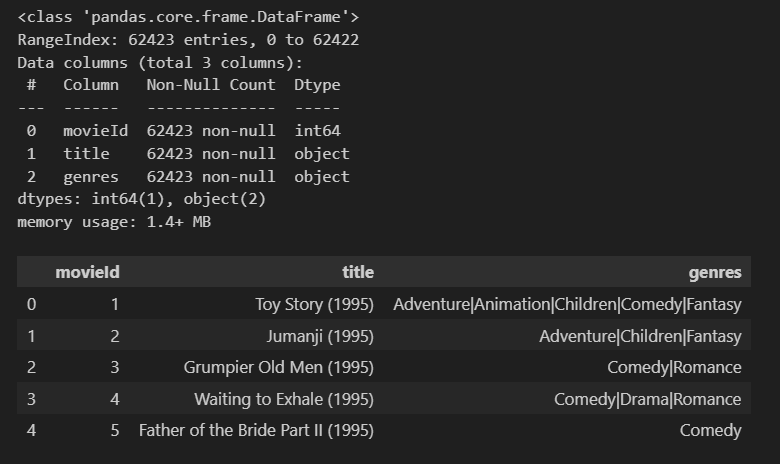 <class 'pandas.core.frame.DataFrame'>
RangeIndex: 62423 entries, 0 to 62422
Data columns (total 3 columns):
 #   Column   Non-Null Count  Dtype
---  ------   --------------  -----
 0   movieId  62423 non-null  int64
 1   title    62423 non-null  object
 2   genres   62423 non-null  object
dtypes: int64(1), object(2)
memory usage: 1.4+ MB
movieId title genres
0 1 Toy Story (1995) Adventure|Animation|Children|Comedy|Fantasy
1 2 Jumanji (1995) Adventure|Children|Fantasy
2 3 Grumpier Old Men (1995) Comedy|Romance
3 4 Waiting to Exhale (1995) Comedy|Drama|Romance
4 5 Father of the Bride Part II (1995) Comedy